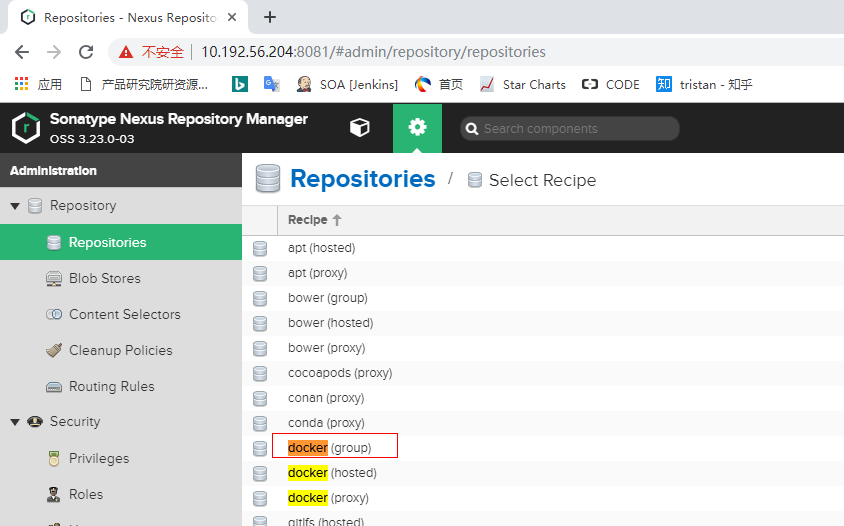 Repositories - Nexus Reposito
不安全 10.192.56.204:8081/#admin/repository/repositories
应用 产品研究院研资源... SOA [Jenkins] 首页 Star Charts CODE 知 tristan - 知乎
Sonatype Nexus Repository Manager
OSS 3.23.0-03
Search components
Administration
Repositories / Select Recipe
Repository
Recipe
Repositories
apt (hosted)
apt (proxy)
Blob Stores
bower (group)
Content Selectors
bower (hosted)
bower (proxy)
Cleanup Policies
cocoapods (proxy)
Routing Rules
conan (proxy)
Security
conda (proxy)
docker (group)
Privileges
docker (hosted)
Roles
docker (proxy)
gitlfs (hosted)